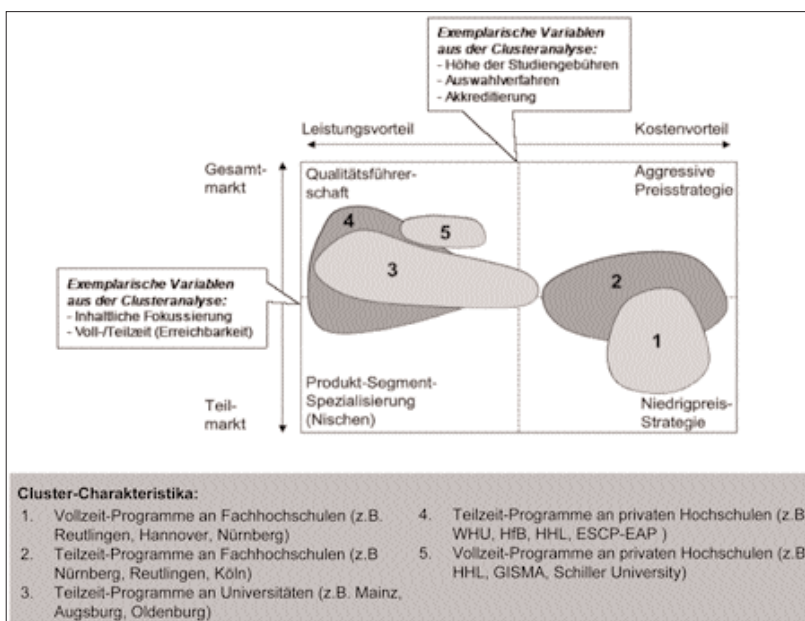 Exemplarische Variablen
aus der Clusteranalyse:
- Höhe der Studiengebühren
- Auswahlverfahren
- Akkreditierung
Leistungsvorteil
Kostenvorteil
Gesamt-
markt
Qualitätsführer-
schaft
Aggressive
Preisstrategie
4
5
3
2
1
Exemplarische Variablen
aus der Clusteranalyse:
- Inhaltliche Fokussierung
- Voll-/Teilzeit (Erreichbarkeit)
Teil-
markt
Produkt-Segment-
Spezialisierung
(Nischen)
Niedrigpreis-
Strategie
Cluster-Charakteristika:
1. Vollzeit-Programme an Fachhochschulen (z.B.
Reutlingen, Hannover, Nürnberg)
2. Teilzeit-Programme an Fachhochschulen (z.B
Nürnberg, Reutlingen, Köln)
3. Teilzeit-Programme an Universitäten (z.B. Mainz,
Augsburg, Oldenburg)
4. Teilzeit-Programme an privaten Hochschulen (z.B
WHU, HfB, HHL, ESCP-EAP )
5. Vollzeit-Programme an privaten Hochschulen (z.B
HHL, GISMA, Schiller University)